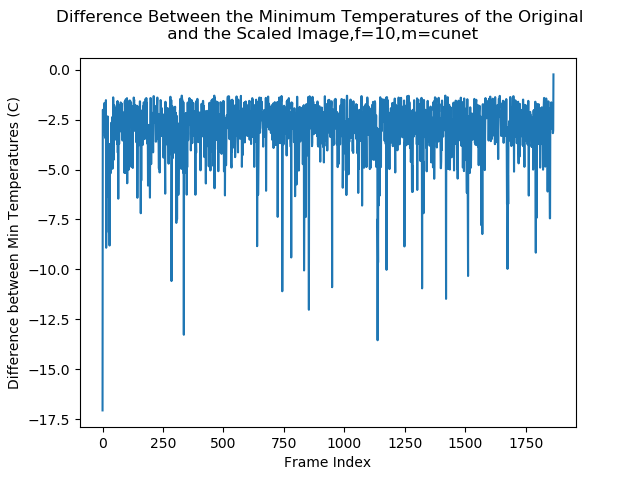 Difference Between the Minimum Temperatures of the Original
and the Scaled Image,f=10,m=cunet
Difference between Min Temperatures (C)
0.0
−2.5
−5.0
−7.5
−10.0
−12.5
−15.0
−17.5
0 250 500 750 1000 1250 1500 1750
Frame Index